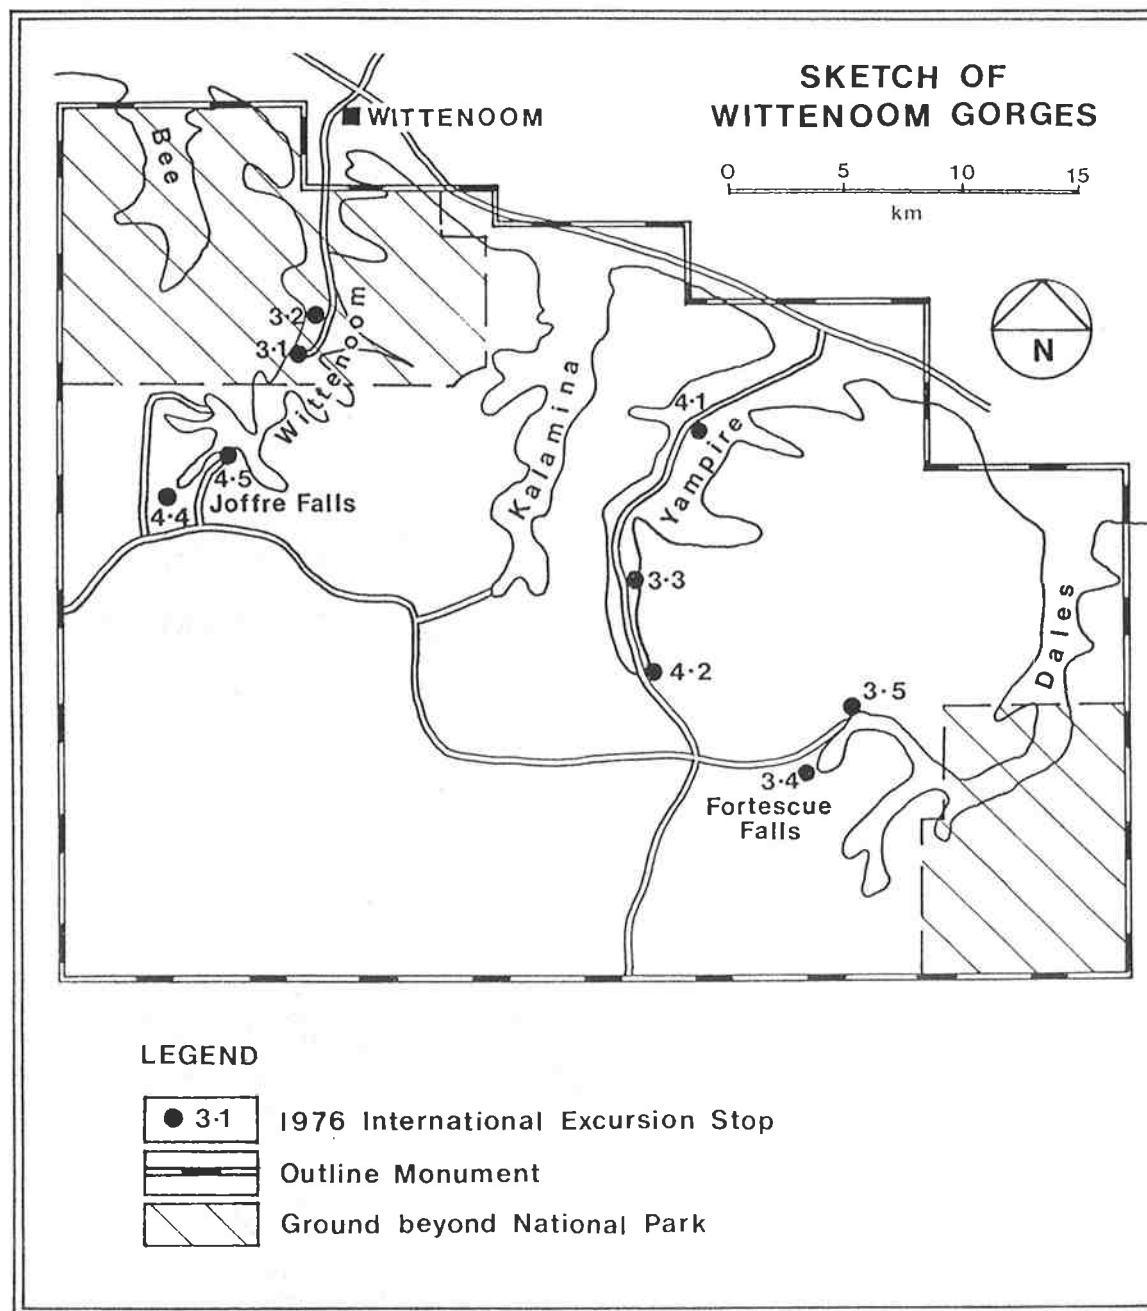 SKETCH OF
WITTENOOM GORGES
0 5 10 15
km
WITTENOOM
Bee
N
3·2
3·1
Wittenoom
Kalamina
4·1
Yampire
4·5
4·4
Joffre Falls
3·3
4·2
Dales
3·5
3·4
Fortescue
Falls
LEGEND
3·1 1976 International Excursion Stop
Outline Monument
Ground beyond National Park